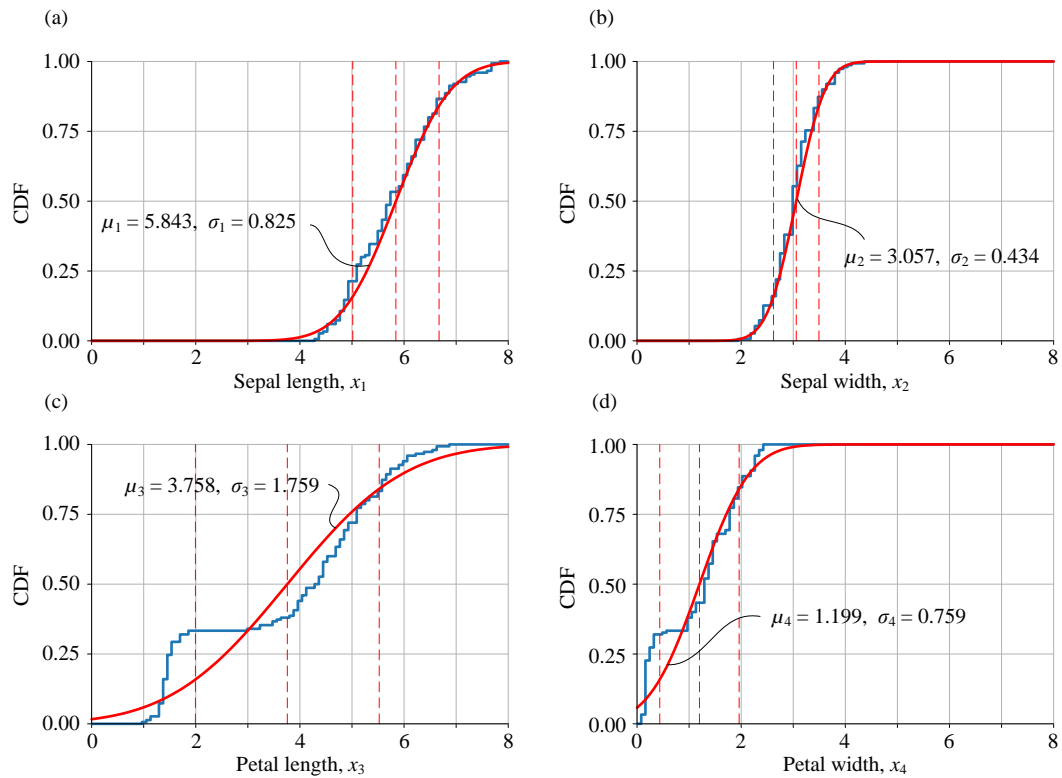 (a)
CDF
1.00
0.75
0.50
0.25
0.00
μ₁ = 5.843, σ₁ = 0.825
0 2 4 6 8
Sepal length, x₁
(b)
CDF
1.00
0.75
0.50
0.25
0.00
μ₂ = 3.057, σ₂ = 0.434
0 2 4 6 8
Sepal width, x₂
(c)
CDF
1.00
0.75
0.50
0.25
0.00
μ₃ = 3.758, σ₃ = 1.759
0 2 4 6 8
Petal length, x₃
(d)
CDF
1.00
0.75
0.50
0.25
0.00
μ₄ = 1.199, σ₄ = 0.759
0 2 4 6 8
Petal width, x₄